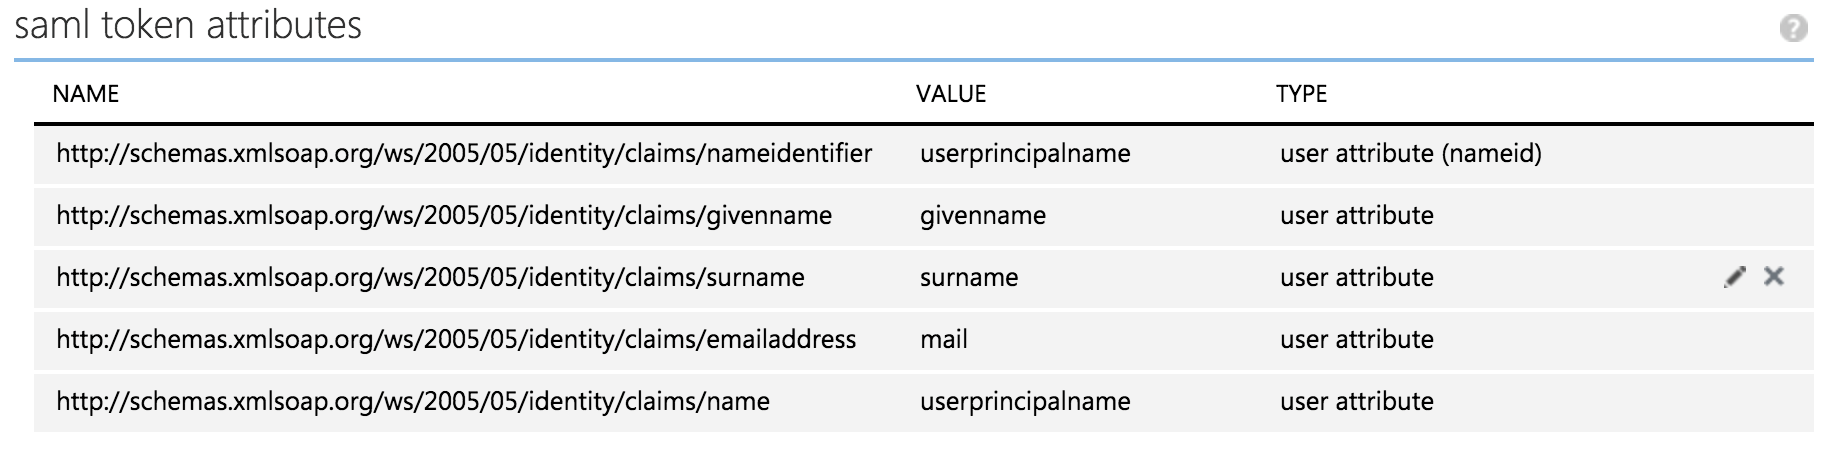 saml token attributes
?
NAME VALUE TYPE
http://schemas.xmlsoap.org/ws/2005/05/identity/claims/nameidentifier userprincipalname user attribute (nameid)
http://schemas.xmlsoap.org/ws/2005/05/identity/claims/givenname givenname user attribute
http://schemas.xmlsoap.org/ws/2005/05/identity/claims/surname surname user attribute
http://schemas.xmlsoap.org/ws/2005/05/identity/claims/emailaddress mail user attribute
http://schemas.xmlsoap.org/ws/2005/05/identity/claims/name userprincipalname user attribute